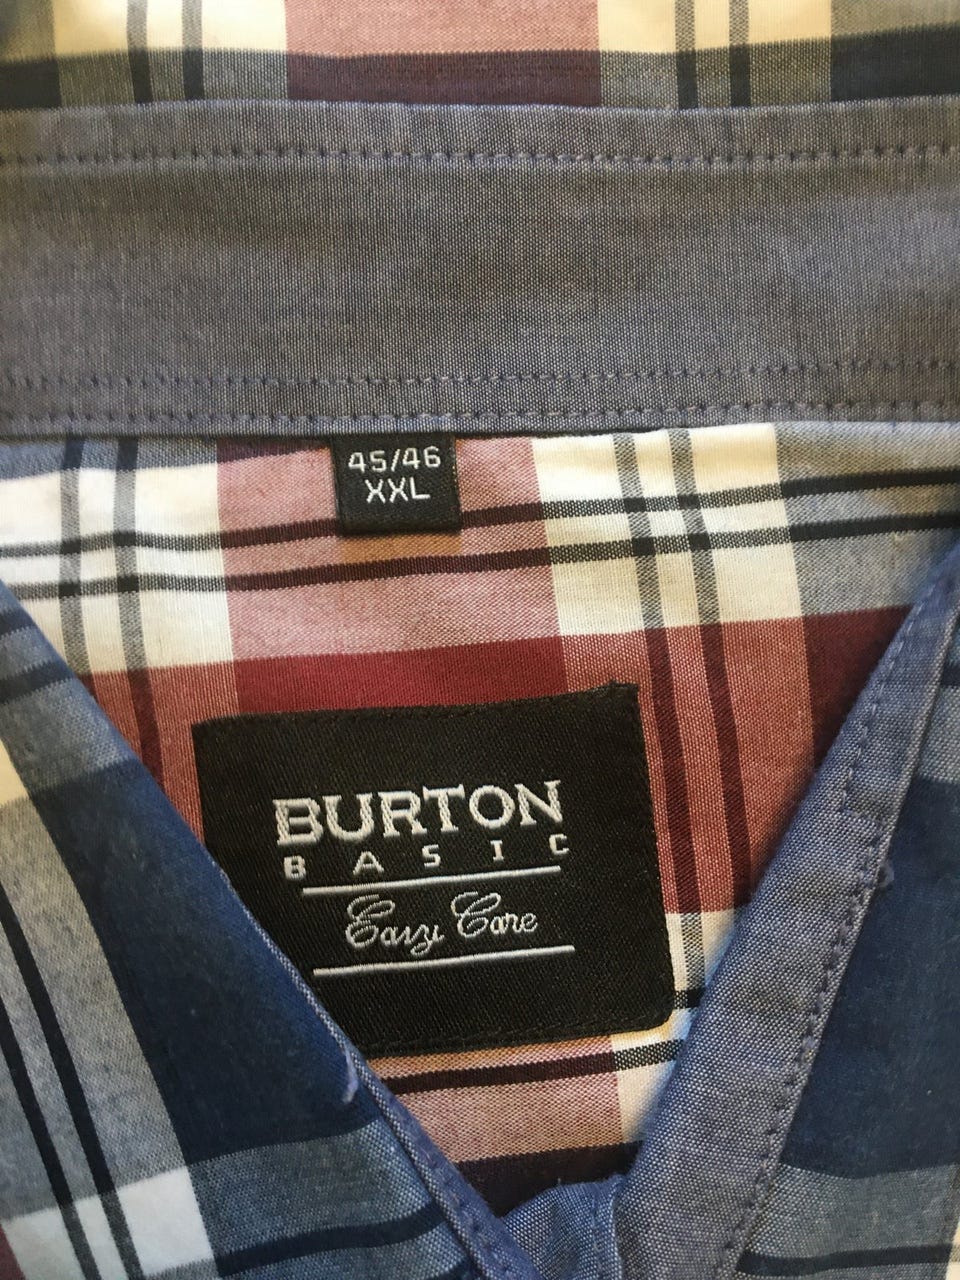 45/46
XXL
BURTON
BASIC
Easy Care